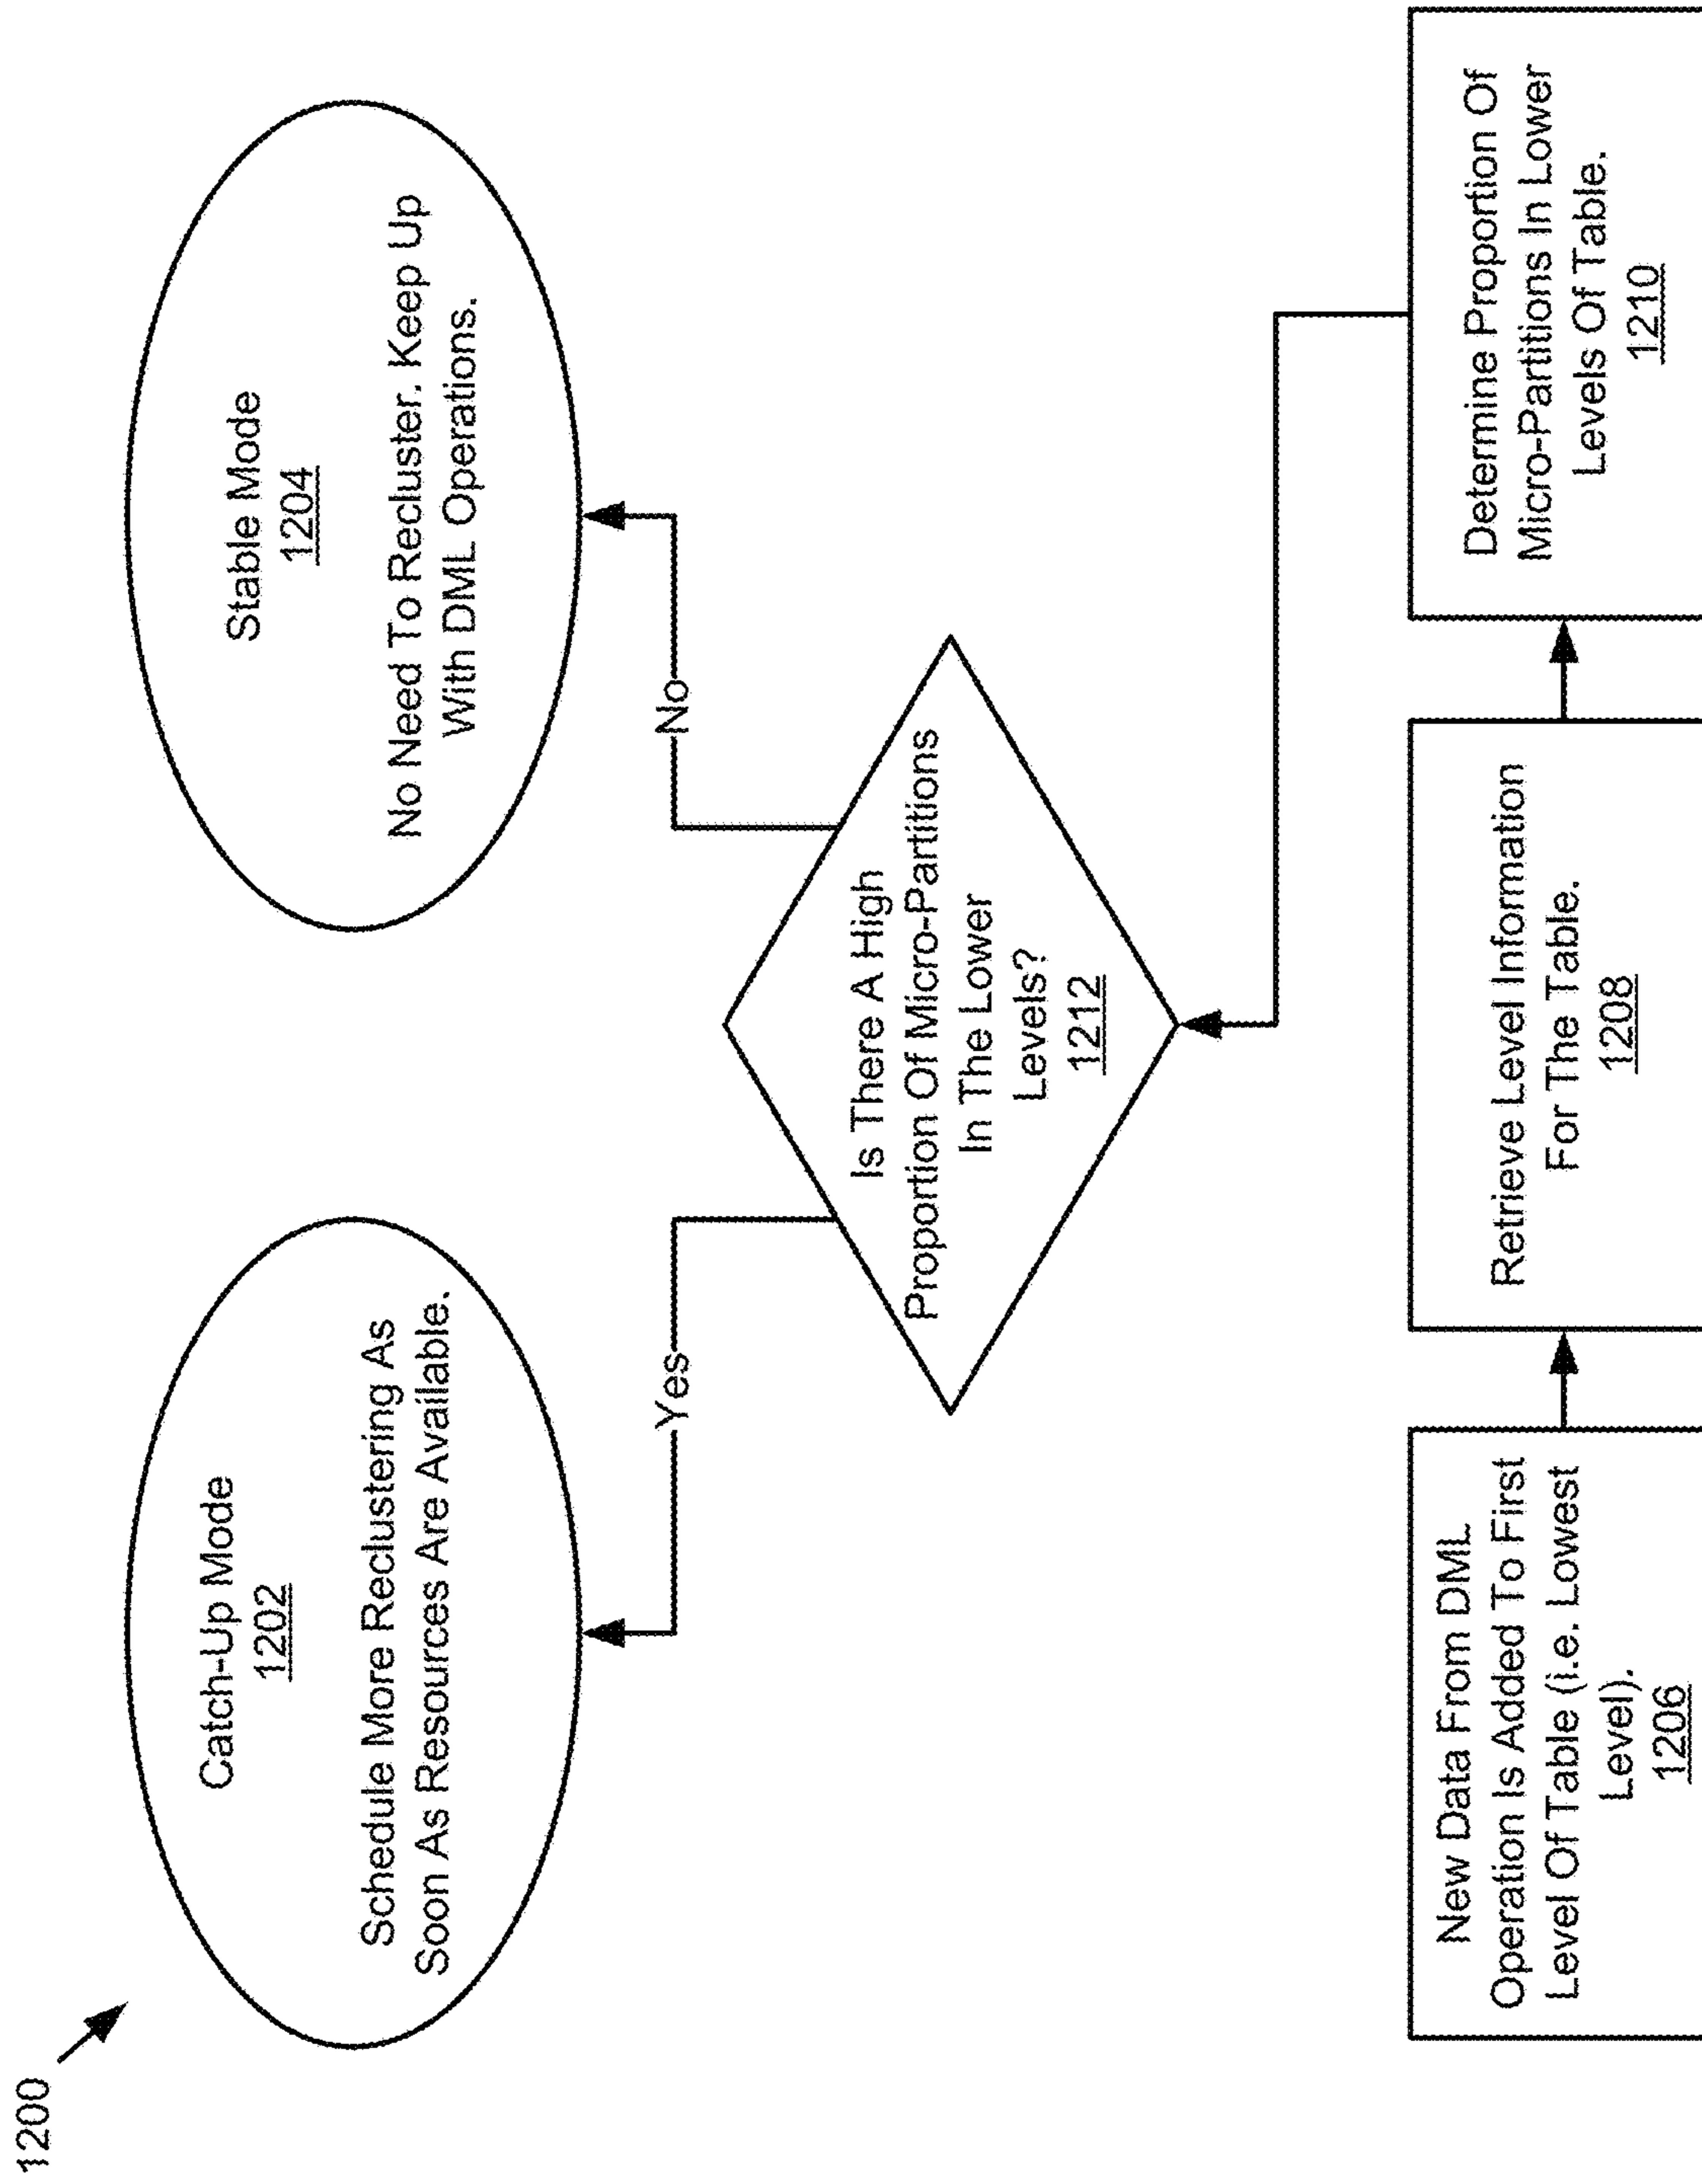 1200
Catch-Up Mode
1202
Schedule More Reclustering As
Soon As Resources Are Available.
Stable Mode
1204
No Need To Recluster. Keep Up
With DML Operations.
Yes
No
Is There A High
Proportion Of Micro-Partitions
In The Lower
Levels?
1212
New Data From DML
Operation Is Added To First
Level Of Table (i.e. Lowest
Level).
1206
Retrieve Level Information
For The Table.
1208
Determine Proportion Of
Micro-Partitions In Lower
Levels Of Table.
1210